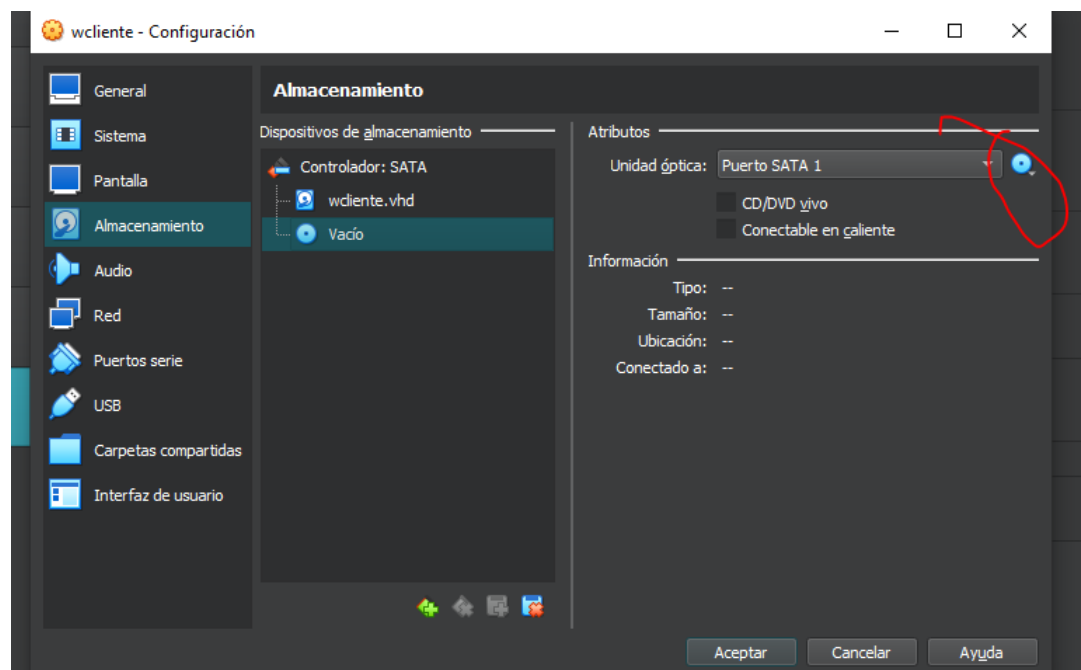 wcliente - Configuración
General
Sistema
Pantalla
Almacenamiento
Audio
Red
Puertos serie
USB
Carpetas compartidas
Interfaz de usuario
Almacenamiento
Dispositivos de almacenamiento
Controlador: SATA
wcliente.vhd
Vacío
Atributos
Unidad óptica: Puerto SATA 1
CD/DVD vivo
Conectable en caliente
Información
Tipo: --
Tamaño: --
Ubicación: --
Conectado a: --
Aceptar Cancelar Ayuda